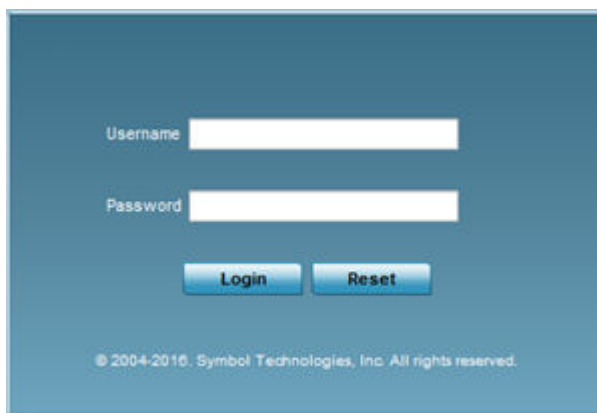 Username
Password
Login Reset
© 2004-2016. Symbol Technologies, Inc. All rights reserved.